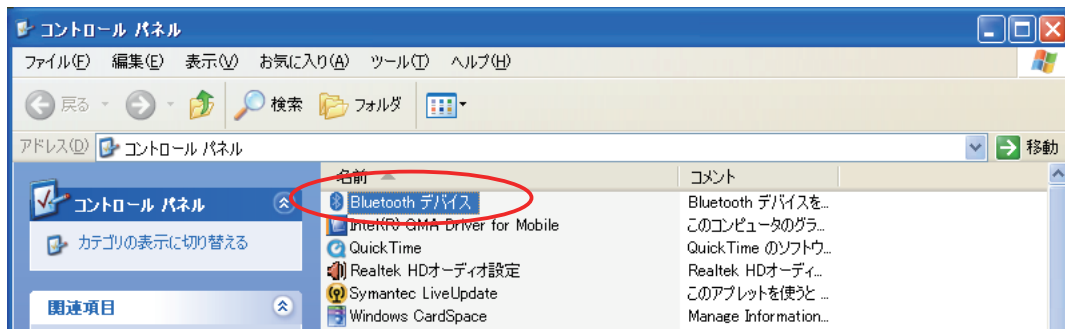 コントロール パネル
ファイル(F) 編集(E) 表示(V) お気に入り(A) ツール(T) ヘルプ(H)
戻る 検索 フォルダ
アドレス(D) コントロール パネル 移動
名前 コメント
コントロール パネル
カテゴリの表示に切り替える
関連項目
Bluetooth デバイス Bluetooth デバイスを...
Intel(R) GMA Driver for Mobile このコンピュータのグラ...
QuickTime QuickTime のソフトウ...
Realtek HDオーディオ設定 Realtek HDオーディ...
Symantec LiveUpdate このアプレットを使うと ...
Windows CardSpace Manage Information...